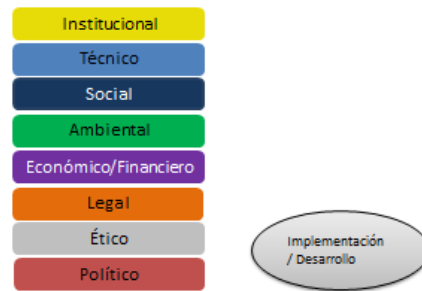 Institucional
Técnico
Social
Ambiental
Económico/Financiero
Legal
Ético
Político
Implementación
/ Desarrollo